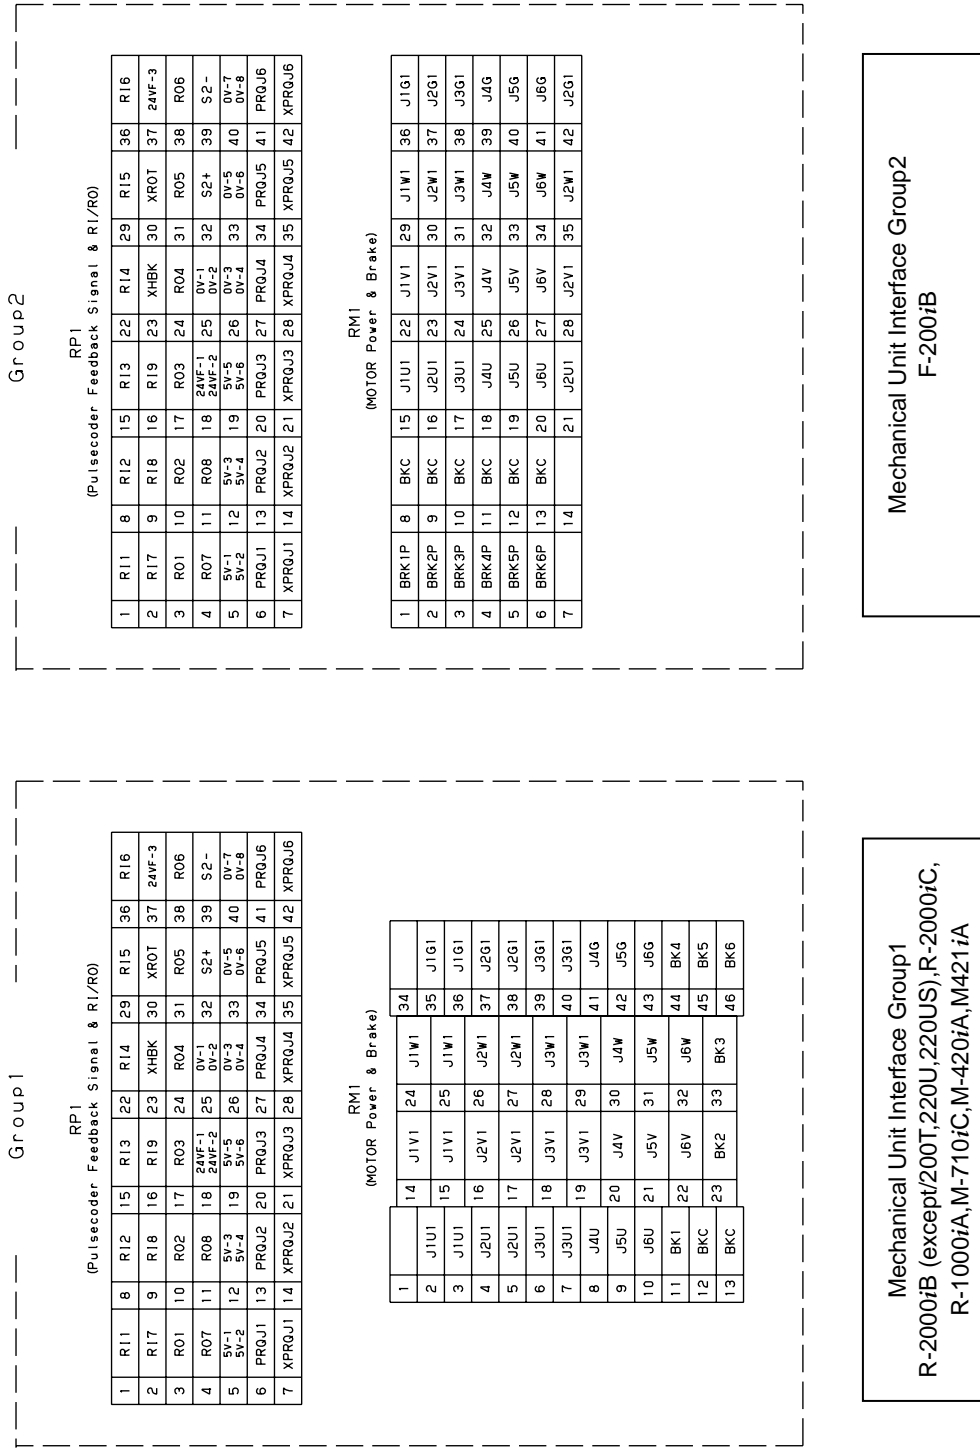 Group1
RP1
(Pulsecoder Feedback Signal & RI/RO)
1 RI1 8 RI2 15 RI3 22 RI4 29 RI5 36 RI6
2 RI7 9 RI8 16 RI9 23 XHBK 30 XROT 37 24VF-3
3 RO1 10 RO2 17 RO3 24 RO4 31 RO5 38 RO6
4 RO7 11 RO8 18 24VF-1 24VF-2 25 0V-1 0V-2 32 S2+ 39 S2-
5 5V-1 5V-2 12 5V-3 5V-4 19 5V-5 5V-6 26 0V-3 0V-4 33 0V-5 0V-6 40 0V-7 0V-8
6 PRQJ1 13 PRQJ2 20 PRQJ3 27 PRQJ4 34 PRQJ5 41 PRQJ6
7 XPRQJ1 14 XPRQJ2 21 XPRQJ3 28 XPRQJ4 35 XPRQJ5 42 XPRQJ6
RM1
(MOTOR Power & Brake)
1
2 J1U1
3 J1U1
4 J2U1
5 J2U1
6 J3U1
7 J3U1
8 J4U
9 J5U
10 J6U
11 BK1
12 BKC
13 BKC
14 J1V1
15 J1V1
16 J2V1
17 J2V1
18 J3V1
19 J3V1
20 J4V
21 J5V
22 J6V
23 BK2
24 J1W1
25 J1W1
26 J2W1
27 J2W1
28 J3W1
29 J3W1
30 J4W
31 J5W
32 J6W
33 BK3
34
35 J1G1
36 J1G1
37 J2G1
38 J2G1
39 J3G1
40 J3G1
41 J4G
42 J5G
43 J6G
44 BK4
45 BK5
46 BK6
Mechanical Unit Interface Group1
R-2000iB (except/200T,220U,220US),R-2000iC,
R-1000iA,M-710iC,M-420iA,M421iA
Group2
RP1
(Pulsecoder Feedback Signal & RI/RO)
1 RI1 8 RI2 15 RI3 22 RI4 29 RI5 36 RI6
2 RI7 9 RI8 16 RI9 23 XHBK 30 XROT 37 24VF-3
3 RO1 10 RO2 17 RO3 24 RO4 31 RO5 38 RO6
4 RO7 11 RO8 18 24VF-1 24VF-2 25 0V-1 0V-2 32 S2+ 39 S2-
5 5V-1 5V-2 12 5V-3 5V-4 19 5V-5 5V-6 26 0V-3 0V-4 33 0V-5 0V-6 40 0V-7 0V-8
6 PRQJ1 13 PRQJ2 20 PRQJ3 27 PRQJ4 34 PRQJ5 41 PRQJ6
7 XPRQJ1 14 XPRQJ2 21 XPRQJ3 28 XPRQJ4 35 XPRQJ5 42 XPRQJ6
RM1
(MOTOR Power & Brake)
1 BRK1P 8 BKC 15 J1U1 22 J1V1 29 J1W1 36 J1G1
2 BRK2P 9 BKC 16 J2U1 23 J2V1 30 J2W1 37 J2G1
3 BRK3P 10 BKC 17 J3U1 24 J3V1 31 J3W1 38 J3G1
4 BRK4P 11 BKC 18 J4U 25 J4V 32 J4W 39 J4G
5 BRK5P 12 BKC 19 J5U 26 J5V 33 J5W 40 J5G
6 BRK6P 13 BKC 20 J6U 27 J6V 34 J6W 41 J6G
7 14 21 J2U1 28 J2V1 35 J2W1 42 J2G1
Mechanical Unit Interface Group2
F-200iB